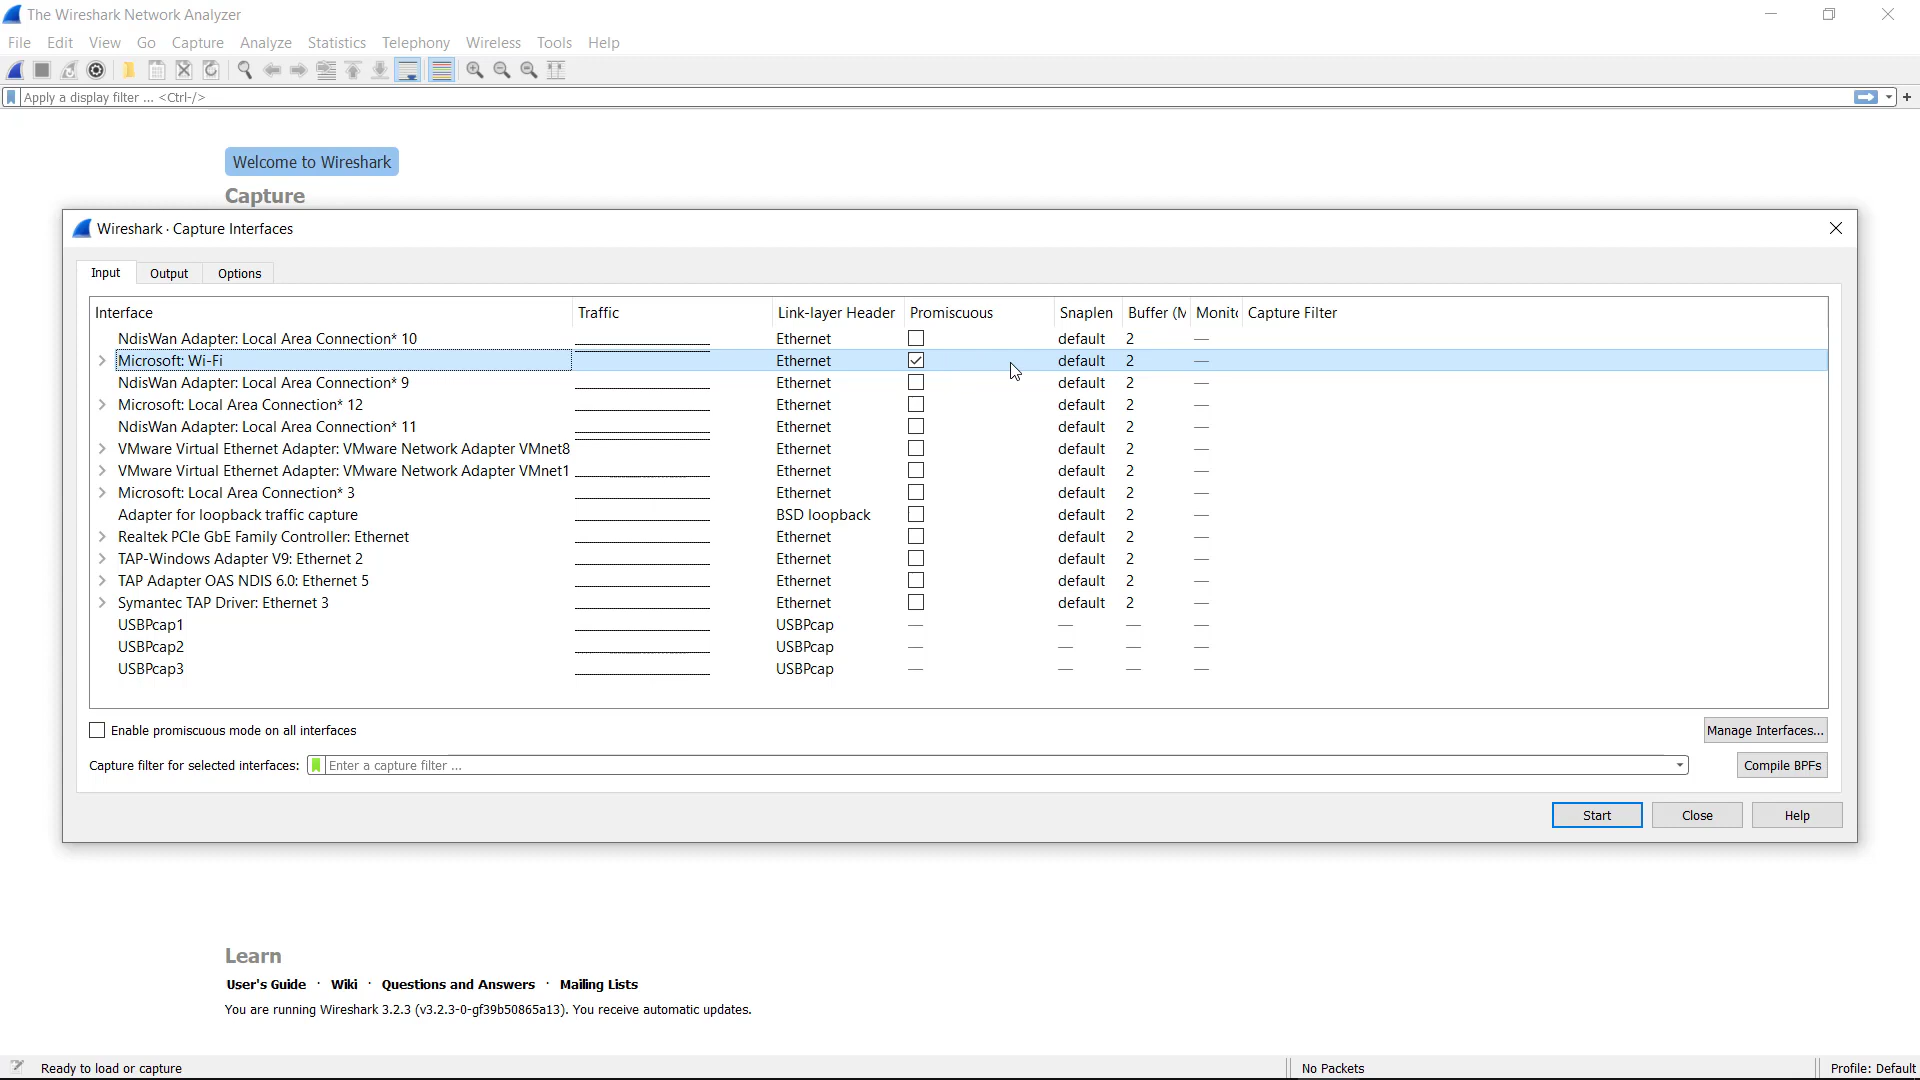 The Wireshark Network Analyzer
File Edit View Go Capture Analyze Statistics Telephony Wireless Tools Help
Apply a display filter ... <Ctrl-/>
Welcome to Wireshark
Capture
Wireshark · Capture Interfaces
Input Output Options
Interface Traffic Link-layer Header Promiscuous Snaplen Buffer (M Monito Capture Filter
NdisWan Adapter: Local Area Connection* 10 Ethernet default 2 —
Microsoft: Wi-Fi Ethernet default 2 —
NdisWan Adapter: Local Area Connection* 9 Ethernet default 2 —
Microsoft: Local Area Connection* 12 Ethernet default 2 —
NdisWan Adapter: Local Area Connection* 11 Ethernet default 2 —
VMware Virtual Ethernet Adapter: VMware Network Adapter VMnet8 Ethernet default 2 —
VMware Virtual Ethernet Adapter: VMware Network Adapter VMnet1 Ethernet default 2 —
Microsoft: Local Area Connection* 3 Ethernet default 2 —
Adapter for loopback traffic capture BSD loopback default 2 —
Realtek PCIe GbE Family Controller: Ethernet Ethernet default 2 —
TAP-Windows Adapter V9: Ethernet 2 Ethernet default 2 —
TAP Adapter OAS NDIS 6.0: Ethernet 5 Ethernet default 2 —
Symantec TAP Driver: Ethernet 3 Ethernet default 2 —
USBPcap1 USBPcap — — — —
USBPcap2 USBPcap — — — —
USBPcap3 USBPcap — — — —
Enable promiscuous mode on all interfaces Manage Interfaces...
Capture filter for selected interfaces: Enter a capture filter ... Compile BPFs
Start Close Help
Learn
User's Guide · Wiki · Questions and Answers · Mailing Lists
You are running Wireshark 3.2.3 (v3.2.3-0-gf39b50865a13). You receive automatic updates.
Ready to load or capture No Packets Profile: Default